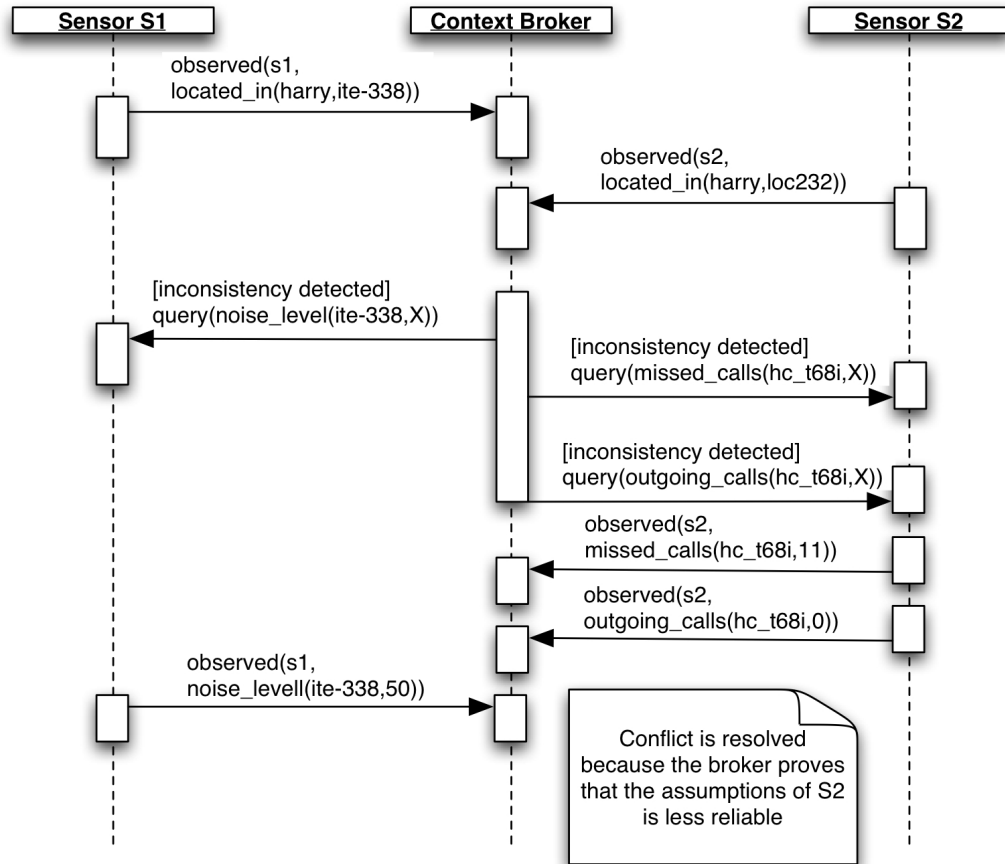 Sensor S1
Context Broker
Sensor S2
observed(s1,
located_in(harry,ite-338))
observed(s2,
located_in(harry,loc232))
[inconsistency detected]
query(noise_level(ite-338,X))
[inconsistency detected]
query(missed_calls(hc_t68i,X))
[inconsistency detected]
query(outgoing_calls(hc_t68i,X))
observed(s2,
missed_calls(hc_t68i,11))
observed(s2,
outgoing_calls(hc_t68i,0))
observed(s1,
noise_levell(ite-338,50))
Conflict is resolved
because the broker proves
that the assumptions of S2
is less reliable